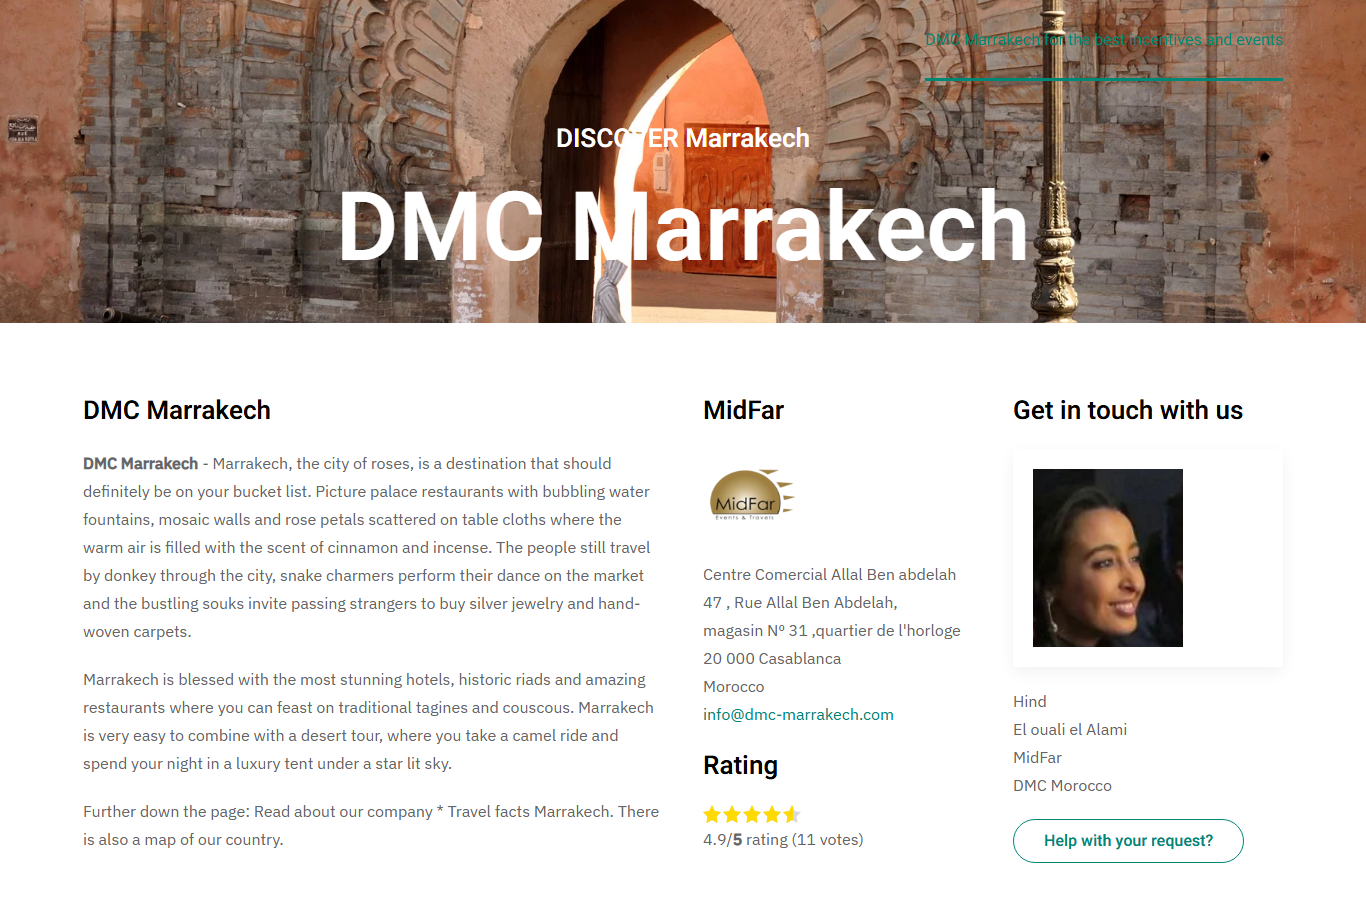 DMC Marrakech for the best incentives and events
DISCOVER Marrakech
DMC Marrakech
DMC Marrakech
DMC Marrakech - Marrakech, the city of roses, is a destination that should
definitely be on your bucket list. Picture palace restaurants with bubbling water
fountains, mosaic walls and rose petals scattered on table cloths where the
warm air is filled with the scent of cinnamon and incense. The people still travel
by donkey through the city, snake charmers perform their dance on the market
and the bustling souks invite passing strangers to buy silver jewelry and hand-
woven carpets.
Marrakech is blessed with the most stunning hotels, historic riads and amazing
restaurants where you can feast on traditional tagines and couscous. Marrakech
is very easy to combine with a desert tour, where you take a camel ride and
spend your night in a luxury tent under a star lit sky.
Further down the page: Read about our company * Travel facts Marrakech. There
is also a map of our country.
MidFar
MidFar
Events & Travels
Centre Comercial Allal Ben abdelah
47 , Rue Allal Ben Abdelah,
magasin Nº 31 ,quartier de l'horloge
20 000 Casablanca
Morocco
info@dmc-marrakech.com
Rating
4.9/5 rating (11 votes)
Get in touch with us
Hind
El ouali el Alami
MidFar
DMC Morocco
Help with your request?